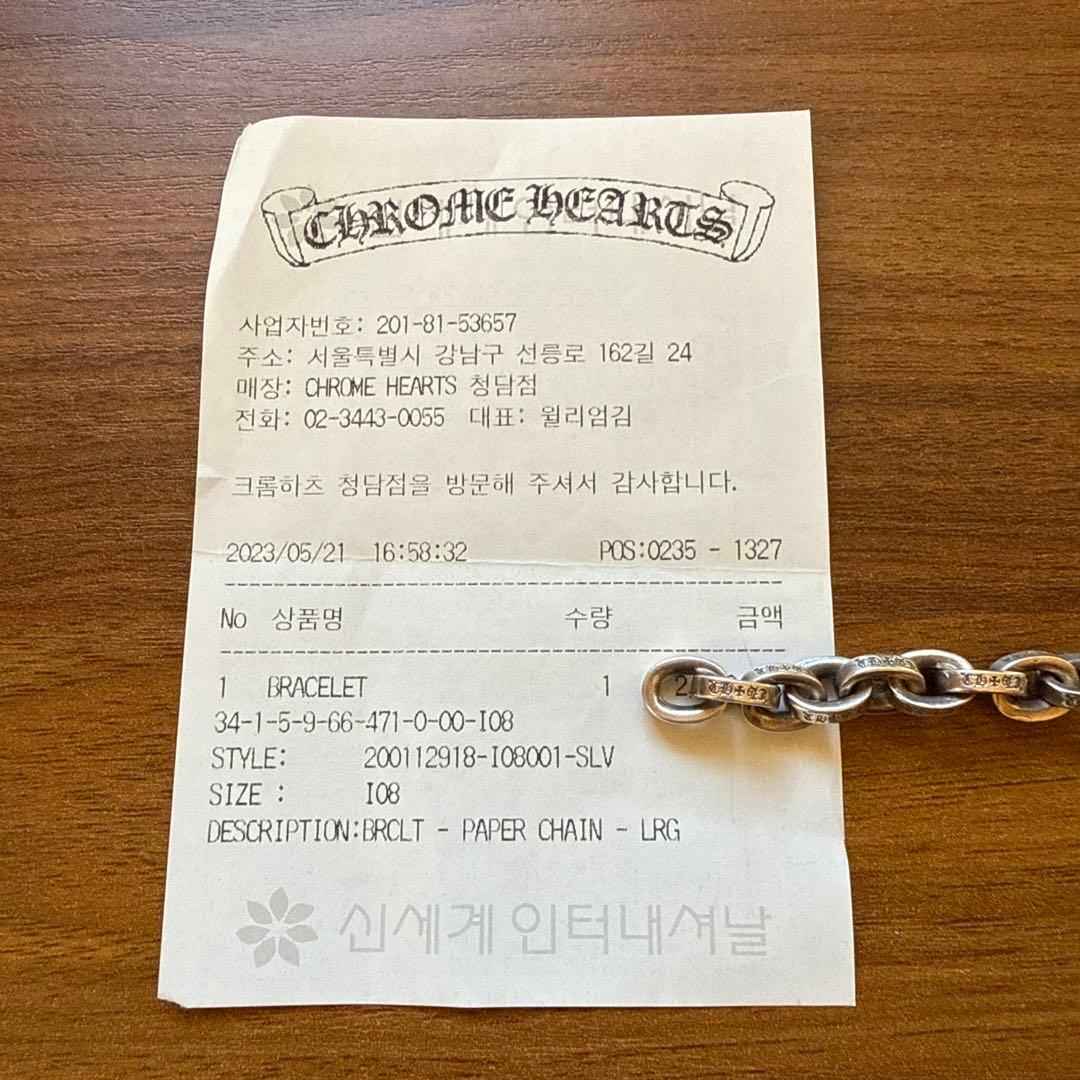 CHROME HEARTS
사업자번호: 201-81-53657
주소: 서울특별시 강남구 선릉로 162길 24
매장: CHROME HEARTS 청담점
전화: 02-3443-0055 대표: 윌리엄김
크롬하츠 청담점을 방문해 주셔서 감사합니다.
2023/05/21 16:58:32 POS:0235 - 1327
No 상품명 수량 금액
1 BRACELET 1
34-1-5-9-66-471-0-00-I08
STYLE: 200112918-I08001-SLV
SIZE : I08
DESCRIPTION:BRCLT - PAPER CHAIN - LRG
신세계인터내셔날